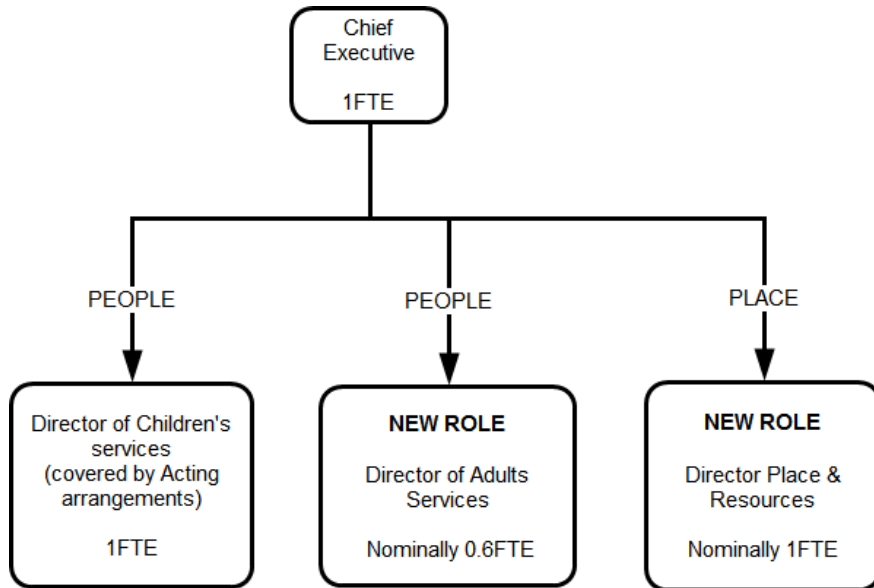 Chief
Executive
1FTE
PEOPLE
PEOPLE
PLACE
Director of Children's
services
(covered by Acting
arrangements)
1FTE
NEW ROLE
Director of Adults
Services
Nominally 0.6FTE
NEW ROLE
Director Place &
Resources
Nominally 1FTE